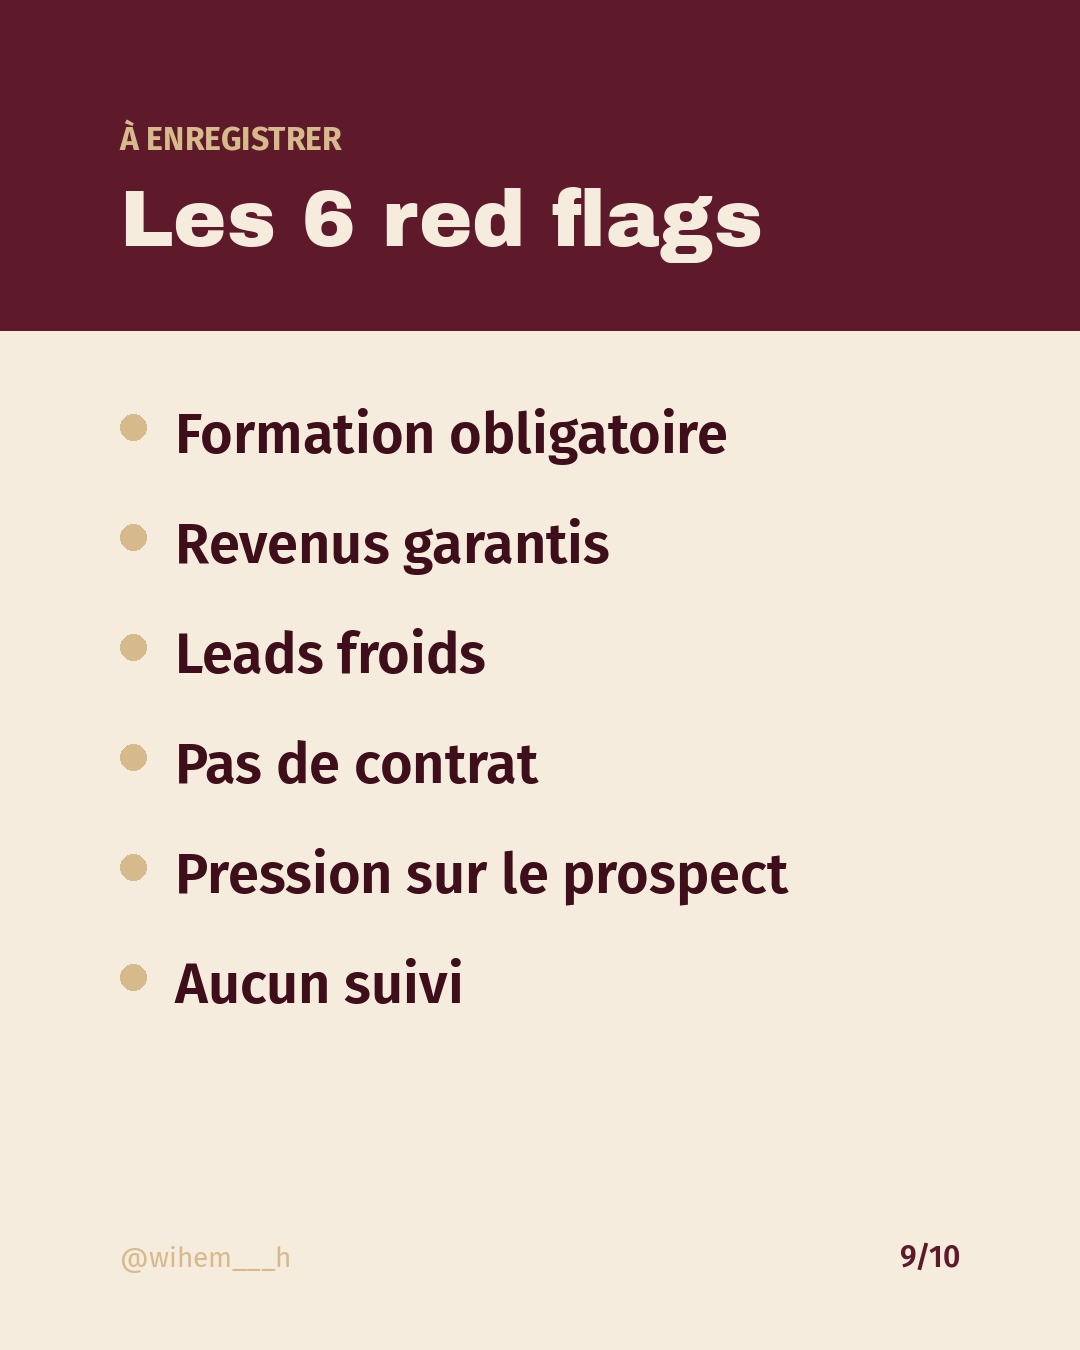 À ENREGISTRER
Les 6 red flags
Formation obligatoire
Revenus garantis
Leads froids
Pas de contrat
Pression sur le prospect
Aucun suivi
@wihem___h
9/10